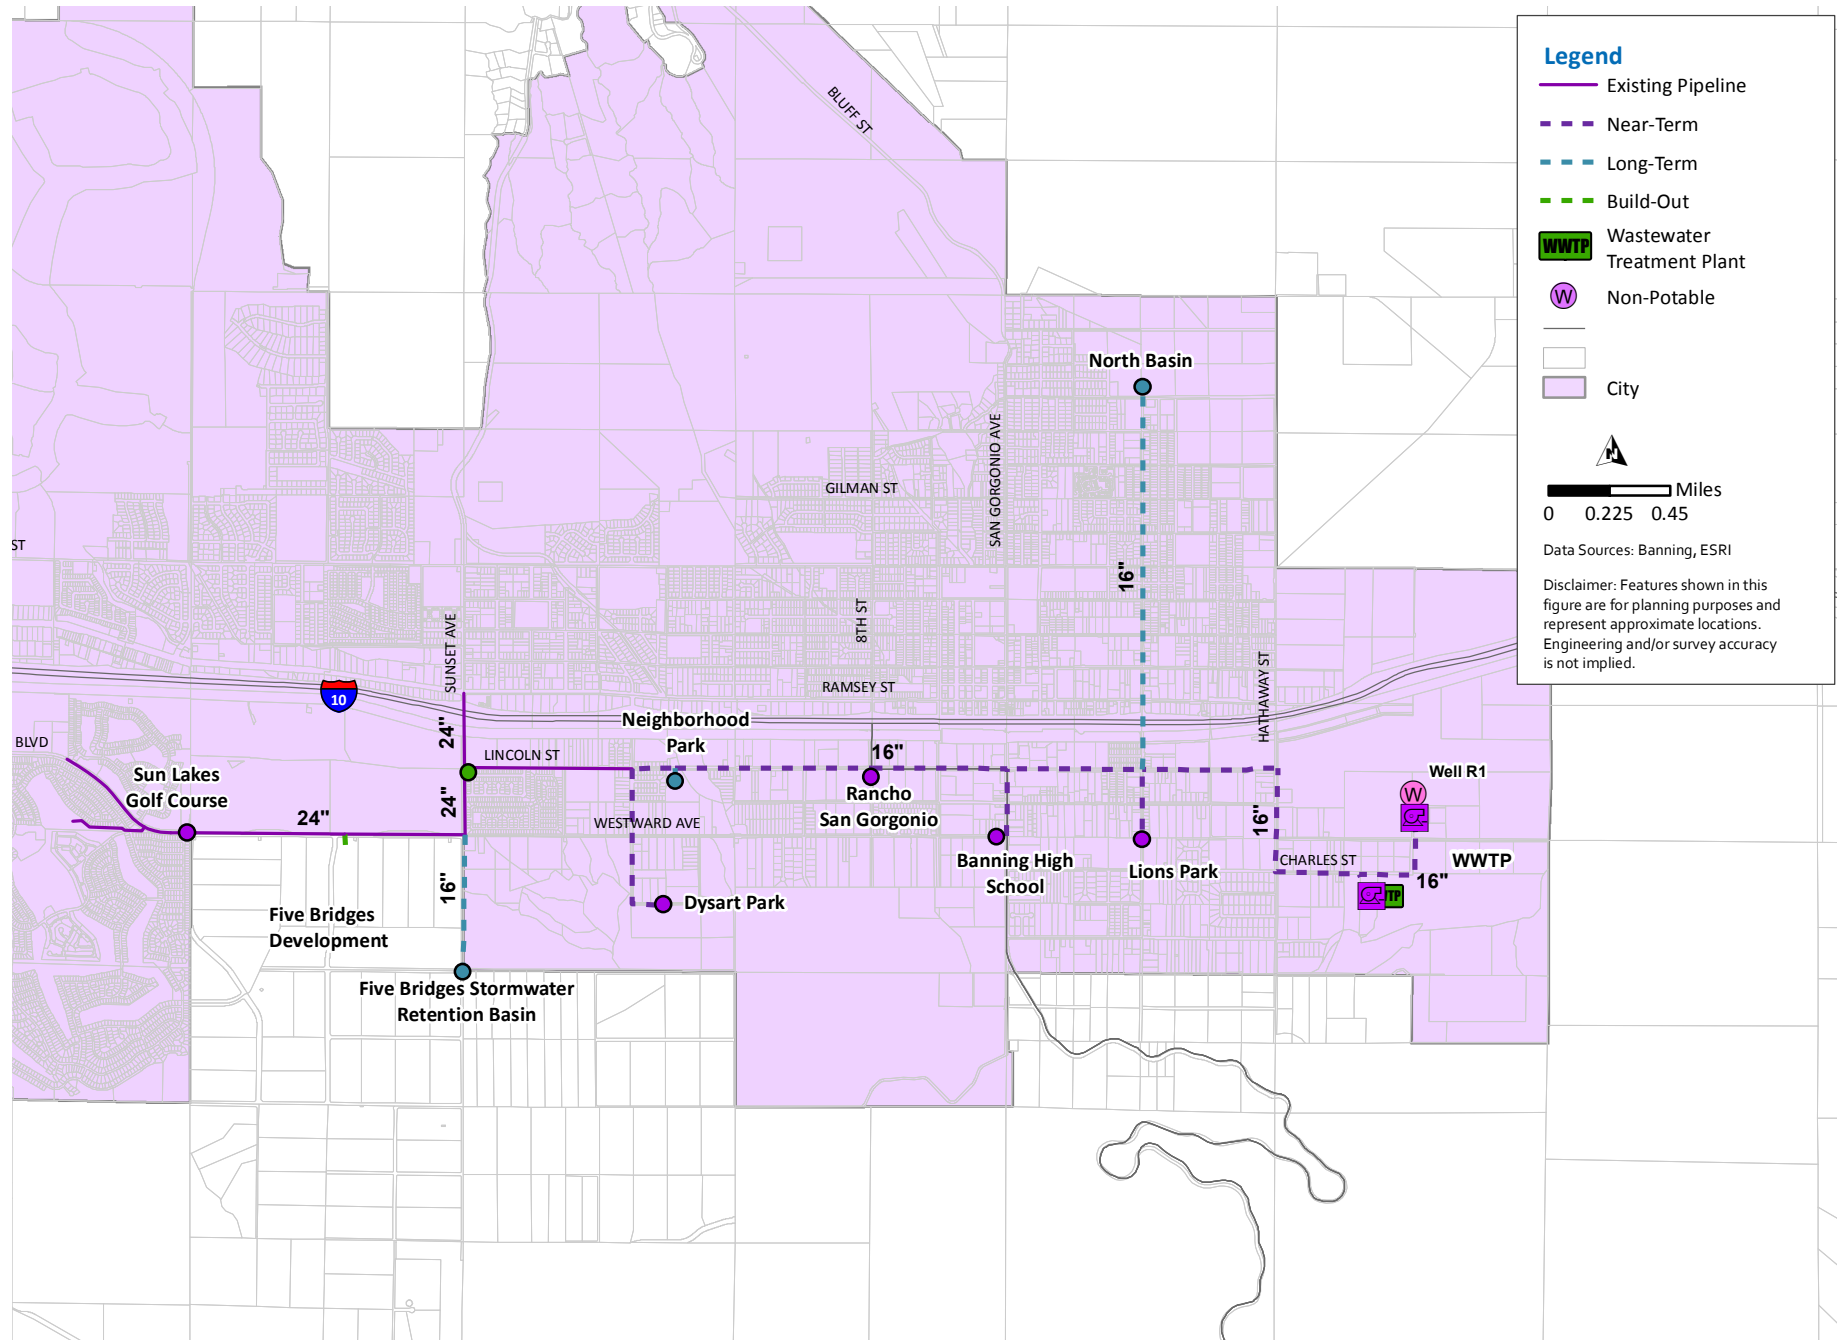 BLUFF ST
North Basin
SAN GORGONIO AVE
GILMAN ST
ST
16"
8TH ST
SUNSET AVE
HATHAWAY ST
RAMSEY ST
10
Neighborhood
Park
24"
BLVD
LINCOLN ST
16"
Sun Lakes
Golf Course
Well R1
W
Rancho
San Gorgonio
24"
24"
WESTWARD AVE
16"
Banning High
School
Lions Park
CHARLES ST
WWTP
16"
TP
16"
Dysart Park
Five Bridges
Development
Five Bridges Stormwater
Retention Basin
Legend
Existing Pipeline
Near-Term
Long-Term
Build-Out
WWTP
Wastewater
Treatment Plant
W
Non-Potable
City
N
Miles
0 0.225 0.45
Data Sources: Banning, ESRI
Disclaimer: Features shown in this
figure are for planning purposes and
represent approximate locations.
Engineering and/or survey accuracy
is not implied.